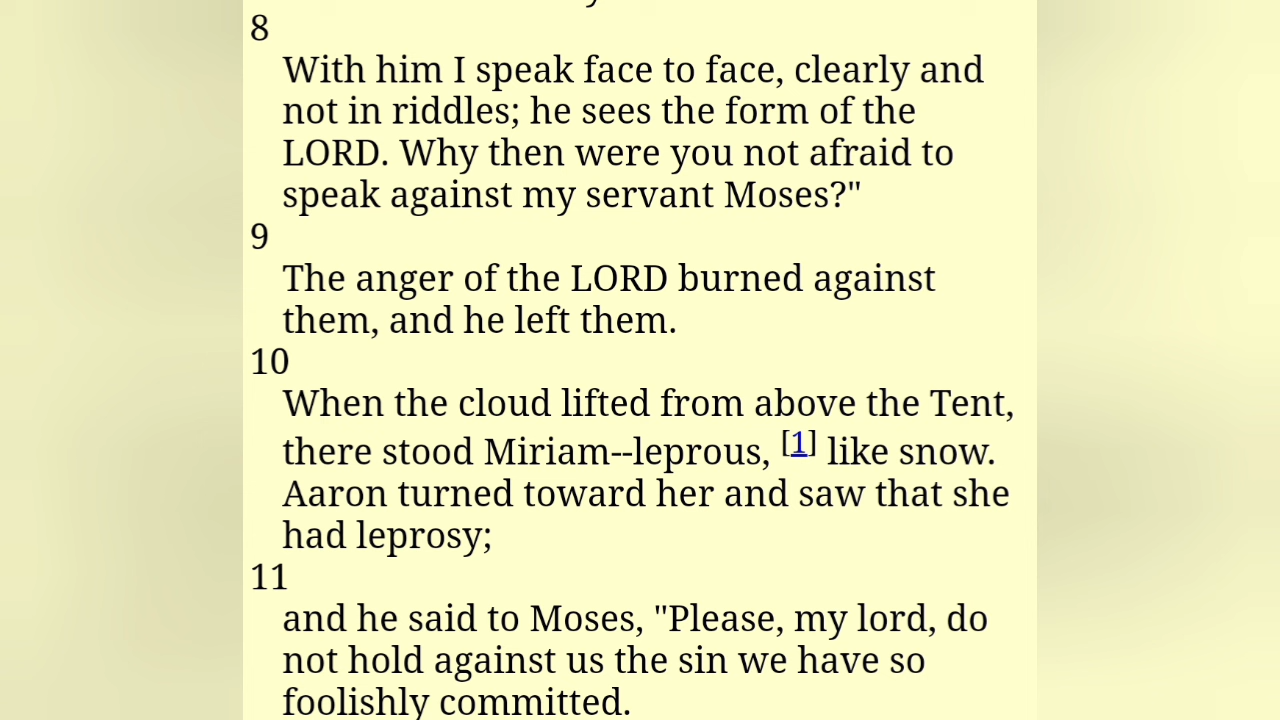 8
With him I speak face to face, clearly and
not in riddles; he sees the form of the
LORD. Why then were you not afraid to
speak against my servant Moses?"
9
The anger of the LORD burned against
them, and he left them.
10
When the cloud lifted from above the Tent,
there stood Miriam--leprous, [1] like snow.
Aaron turned toward her and saw that she
had leprosy;
11
and he said to Moses, "Please, my lord, do
not hold against us the sin we have so
foolishly committed.